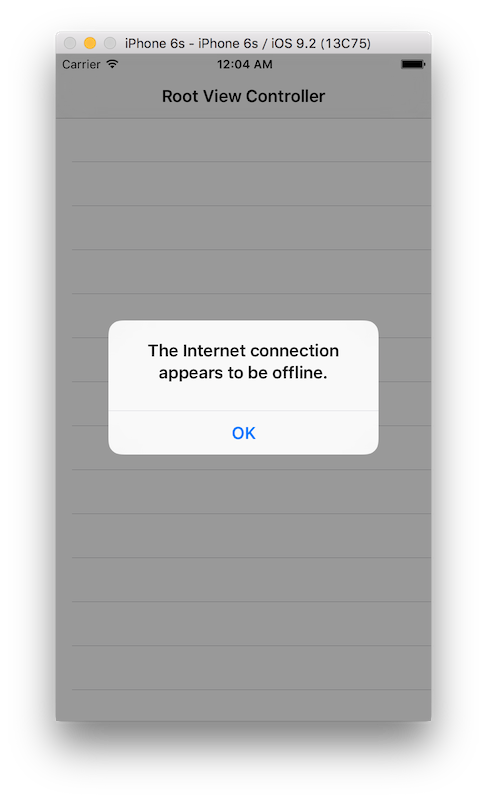 iPhone 6s - iPhone 6s / iOS 9.2 (13C75)
Carrier 12:04 AM
Root View Controller
The Internet connection
appears to be offline.
OK